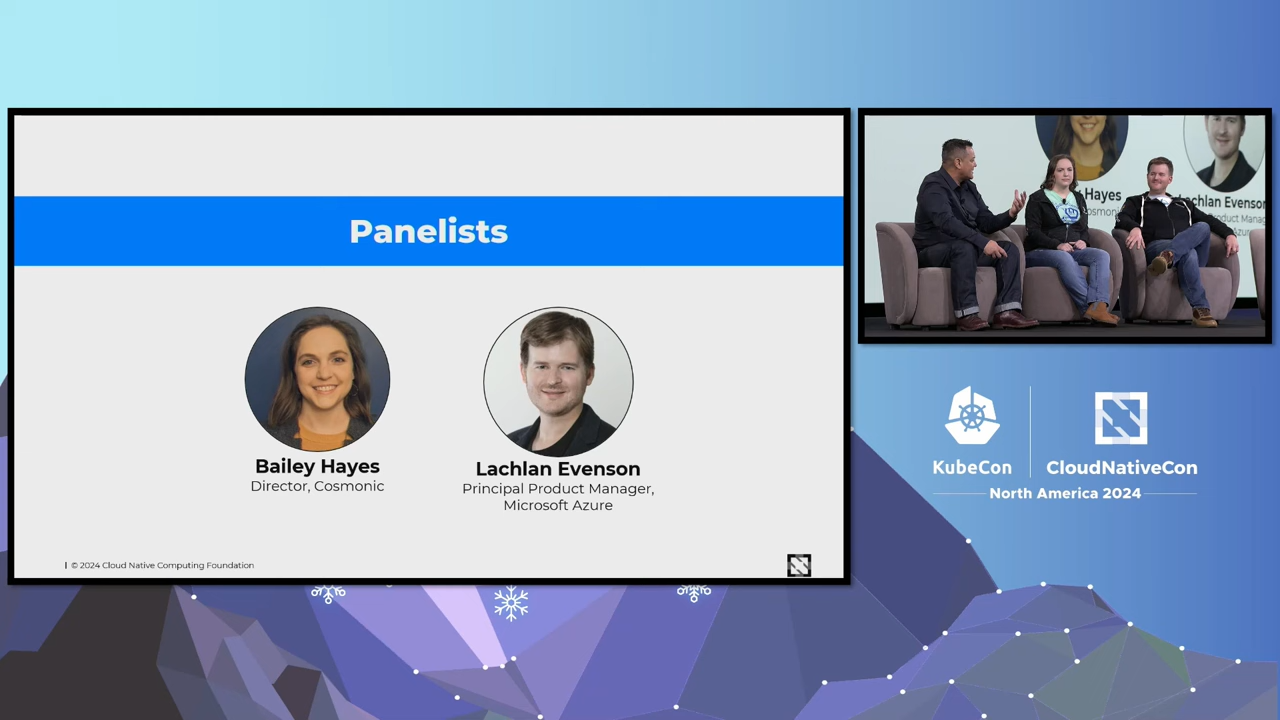 Panelists
Bailey Hayes
Director, Cosmonic
Lachlan Evenson
Principal Product Manager,
Microsoft Azure
| © 2024 Cloud Native Computing Foundation
Hayes
Cosmonic
Lachlan Evenson
Product Manag
Azure
KubeCon
CloudNativeCon
North America 2024